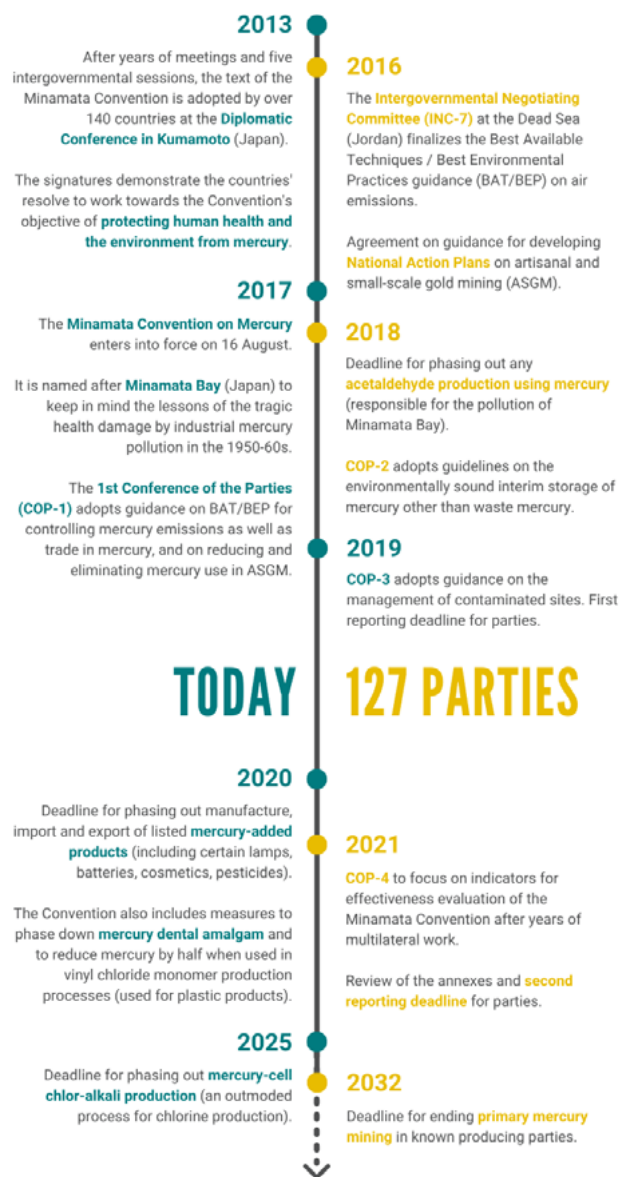 2013
After years of meetings and five
intergovernmental sessions, the text of the
Minamata Convention is adopted by over
140 countries at the Diplomatic
Conference in Kumamoto (Japan).
The signatures demonstrate the countries'
resolve to work towards the Convention's
objective of protecting human health and
the environment from mercury.
2016
The Intergovernmental Negotiating
Committee (INC-7) at the Dead Sea
(Jordan) finalizes the Best Available
Techniques / Best Environmental
Practices guidance (BAT/BEP) on air
emissions.
Agreement on guidance for developing
National Action Plans on artisanal and
small-scale gold mining (ASGM).
2017
The Minamata Convention on Mercury
enters into force on 16 August.
It is named after Minamata Bay (Japan) to
keep in mind the lessons of the tragic
health damage by industrial mercury
pollution in the 1950-60s.
The 1st Conference of the Parties
(COP-1) adopts guidance on BAT/BEP for
controlling mercury emissions as well as
trade in mercury, and on reducing and
eliminating mercury use in ASGM.
2018
Deadline for phasing out any
acetaldehyde production using mercury
(responsible for the pollution of
Minamata Bay).
COP-2 adopts guidelines on the
environmentally sound interim storage of
mercury other than waste mercury.
2019
COP-3 adopts guidance on the
management of contaminated sites. First
reporting deadline for parties.
TODAY 127 PARTIES
2020
Deadline for phasing out manufacture,
import and export of listed mercury-added
products (including certain lamps,
batteries, cosmetics, pesticides).
The Convention also includes measures to
phase down mercury dental amalgam and
to reduce mercury by half when used in
vinyl chloride monomer production
processes (used for plastic products).
2021
COP-4 to focus on indicators for
effectiveness evaluation of the
Minamata Convention after years of
multilateral work.
Review of the annexes and second
reporting deadline for parties.
2025
Deadline for phasing out mercury-cell
chlor-alkali production (an outmoded
process for chlorine production).
2032
Deadline for ending primary mercury
mining in known producing parties.